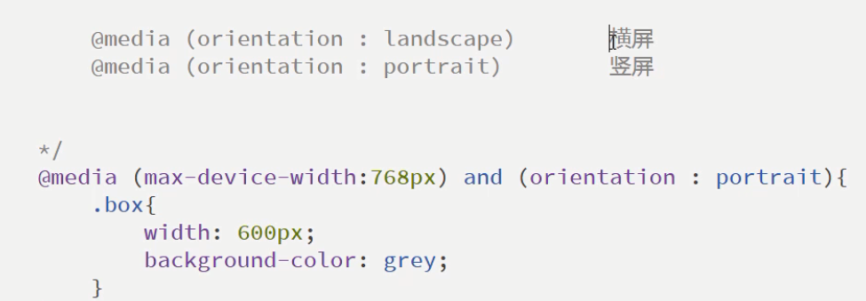 @media (orientation : landscape) 横屏
@media (orientation : portrait) 竖屏
*/
@media (max-device-width:768px) and (orientation : portrait){
.box{
width: 600px;
background-color: grey;
}